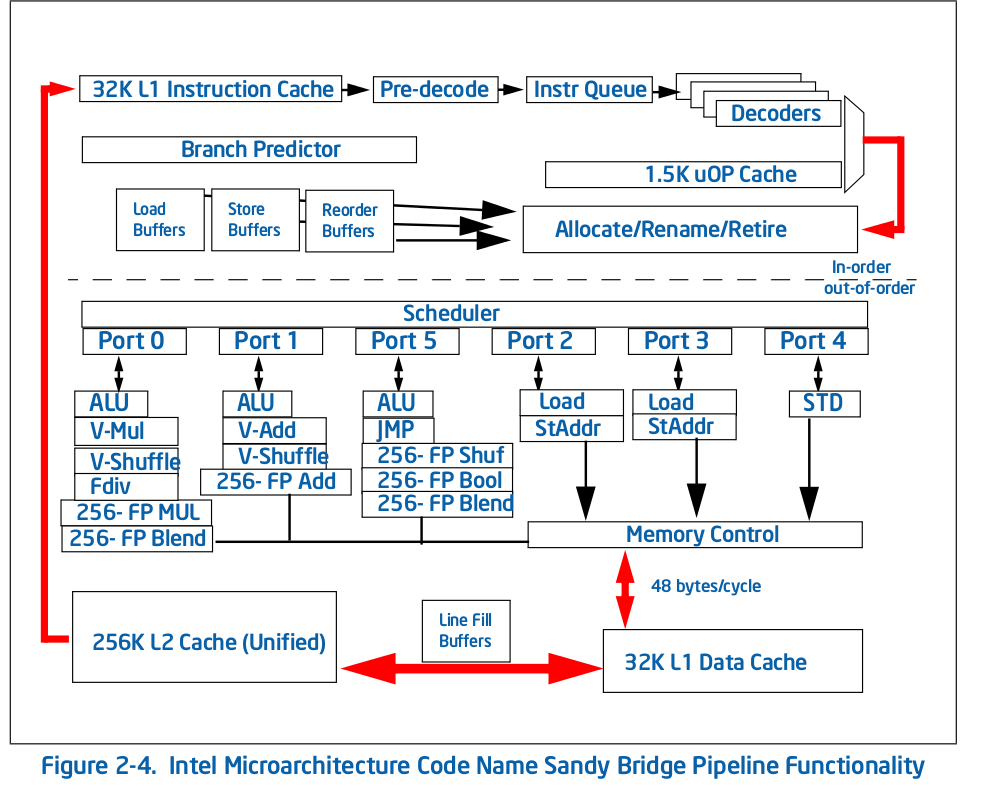 32K L1 Instruction Cache
Pre-decode
Instr Queue
Decoders
Branch Predictor
1.5K uOP Cache
Load
Buffers
Store
Buffers
Reorder
Buffers
Allocate/Rename/Retire
In-order
out-of-order
Scheduler
Port 0
Port 1
Port 5
Port 2
Port 3
Port 4
ALU
V-Mul
V-Shuffle
Fdiv
256- FP MUL
256- FP Blend
ALU
V-Add
V-Shuffle
256- FP Add
ALU
JMP
256- FP Shuf
256- FP Bool
256- FP Blend
Load
StAddr
Load
StAddr
STD
Memory Control
48 bytes/cycle
256K L2 Cache (Unified)
Line Fill
Buffers
32K L1 Data Cache
Figure 2-4. Intel Microarchitecture Code Name Sandy Bridge Pipeline Functionality